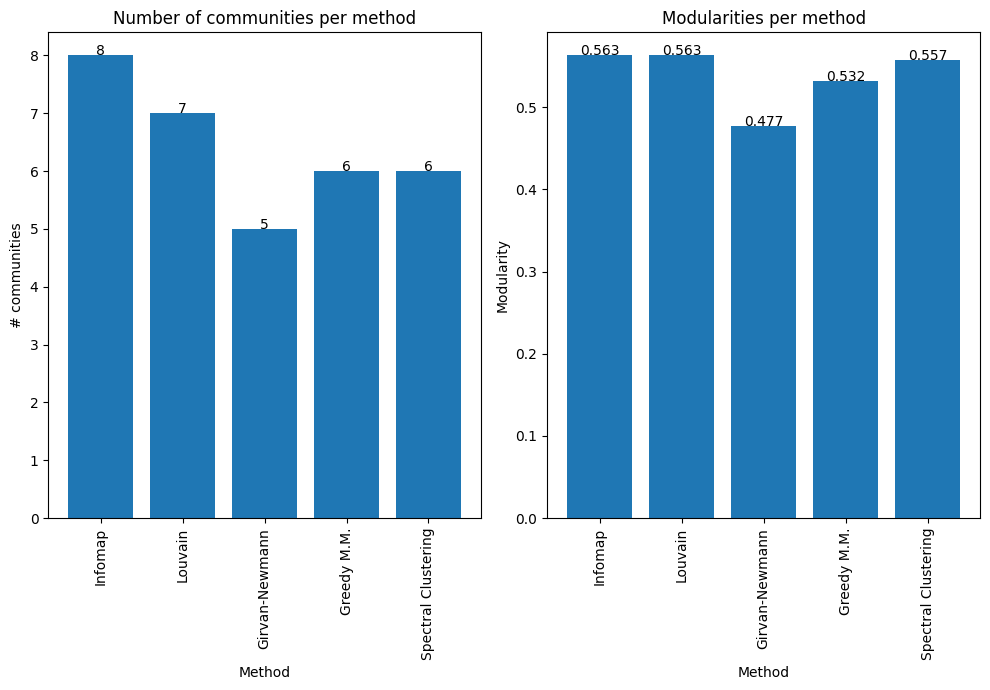 Number of communities per method
# communities
8
7
6
5
4
3
2
1
0
8
7
5
6
6
Infomap
Louvain
Girvan-Newmann
Greedy M.M.
Spectral Clustering
Method
Modularities per method
Modularity
0.5
0.4
0.3
0.2
0.1
0.0
0.563
0.563
0.477
0.532
0.557
Infomap
Louvain
Girvan-Newmann
Greedy M.M.
Spectral Clustering
Method